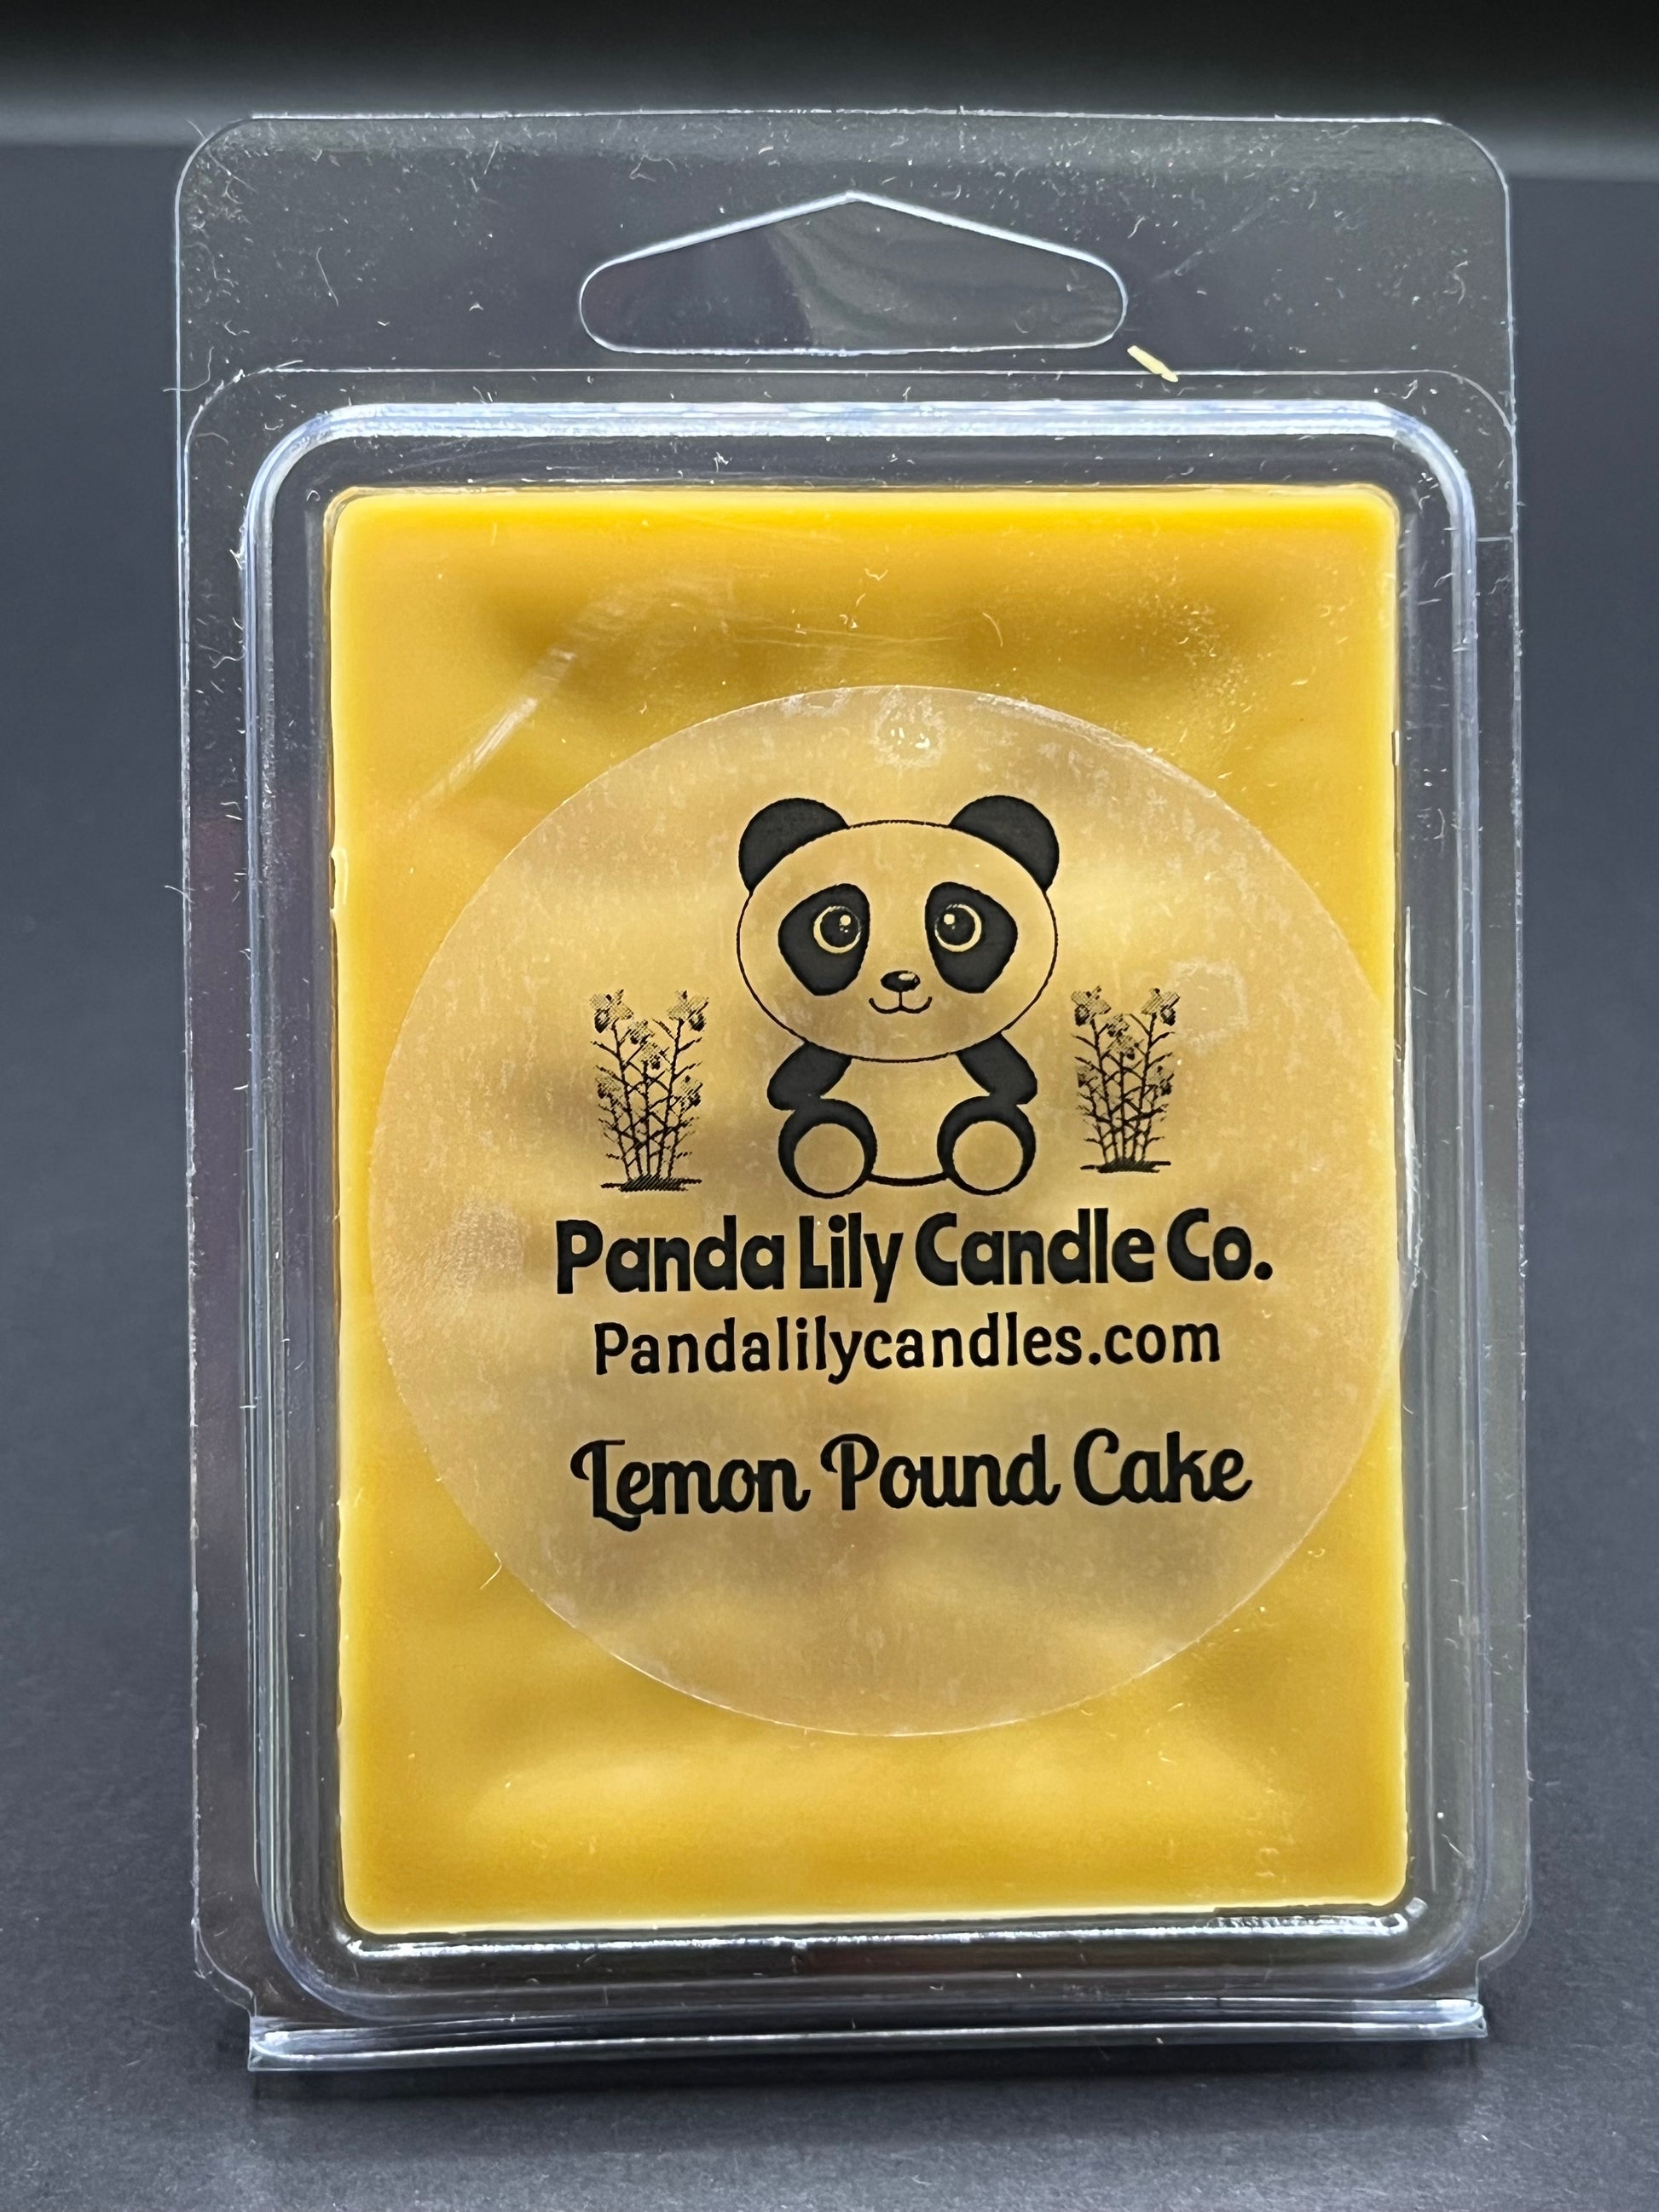 Panda Lily Candle Co.
Pandalilycandles.com
Lemon Pound Cake